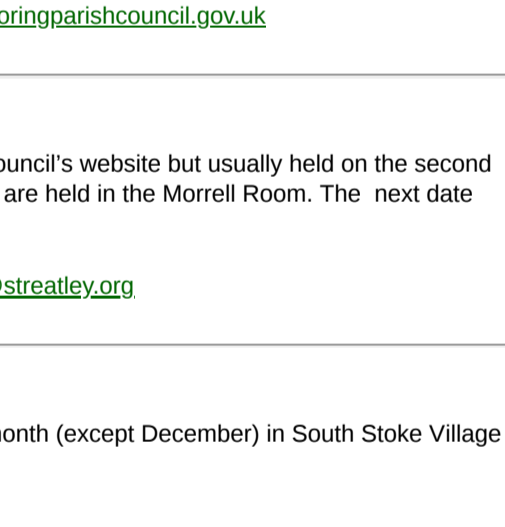 oringparishcouncil.gov.uk
ouncil’s website but usually held on the second
are held in the Morrell Room. The  next date
streatley.org
onth (except December) in South Stoke Village